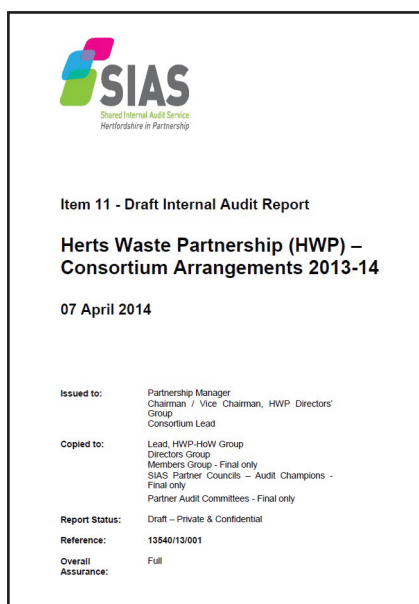 SIAS
Shared Internal Audit Service
Hertfordshire in Partnership
Item 11 - Draft Internal Audit Report
Herts Waste Partnership (HWP) –
Consortium Arrangements 2013-14
07 April 2014
Issued to: Partnership Manager
Chairman / Vice Chairman, HWP Directors'
Group
Consortium Lead
Copied to: Lead, HWP-HoW Group
Directors Group
Members Group - Final only
SIAS Partner Councils – Audit Champions -
Final only
Partner Audit Committees - Final only
Report Status: Draft – Private & Confidential
Reference: 13540/13/001
Overall Full
Assurance: